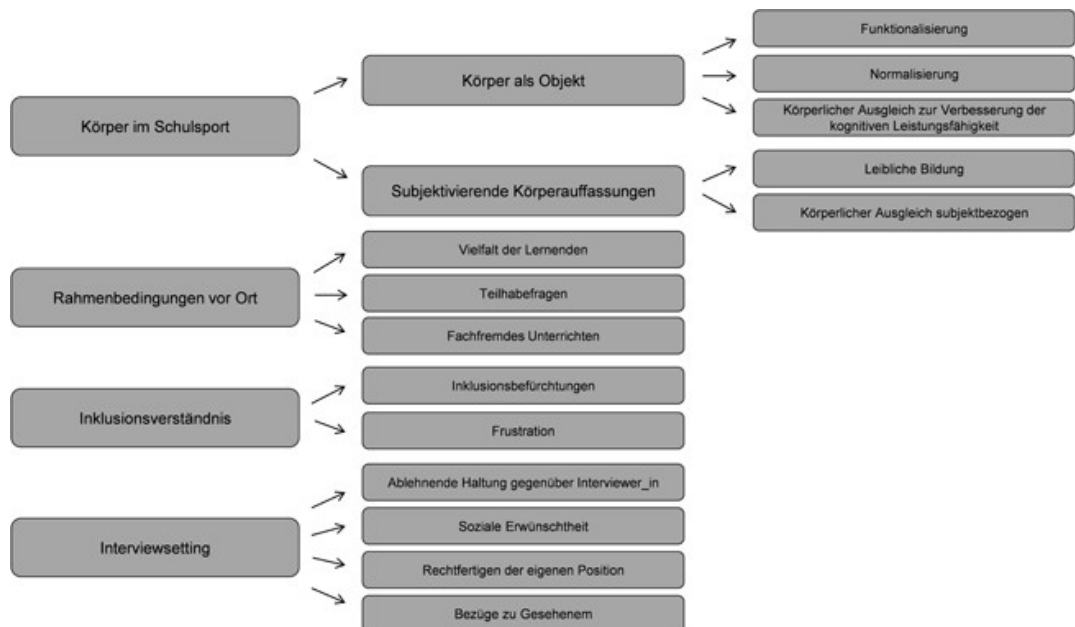 Körper im Schulsport
Körper als Objekt
Funktionalisierung
Normalisierung
Körperlicher Ausgleich zur Verbesserung der
kognitiven Leistungsfähigkeit
Subjektivierende Körperauffassungen
Leibliche Bildung
Körperlicher Ausgleich subjektbezogen
Rahmenbedingungen vor Ort
Vielfalt der Lernenden
Teilhabefragen
Fachfremdes Unterrichten
Inklusionsverständnis
Inklusionsbefürchtungen
Frustration
Interviewsetting
Ablehnende Haltung gegenüber Interviewer_in
Soziale Erwünschtheit
Rechtfertigen der eigenen Position
Bezüge zu Gesehenem